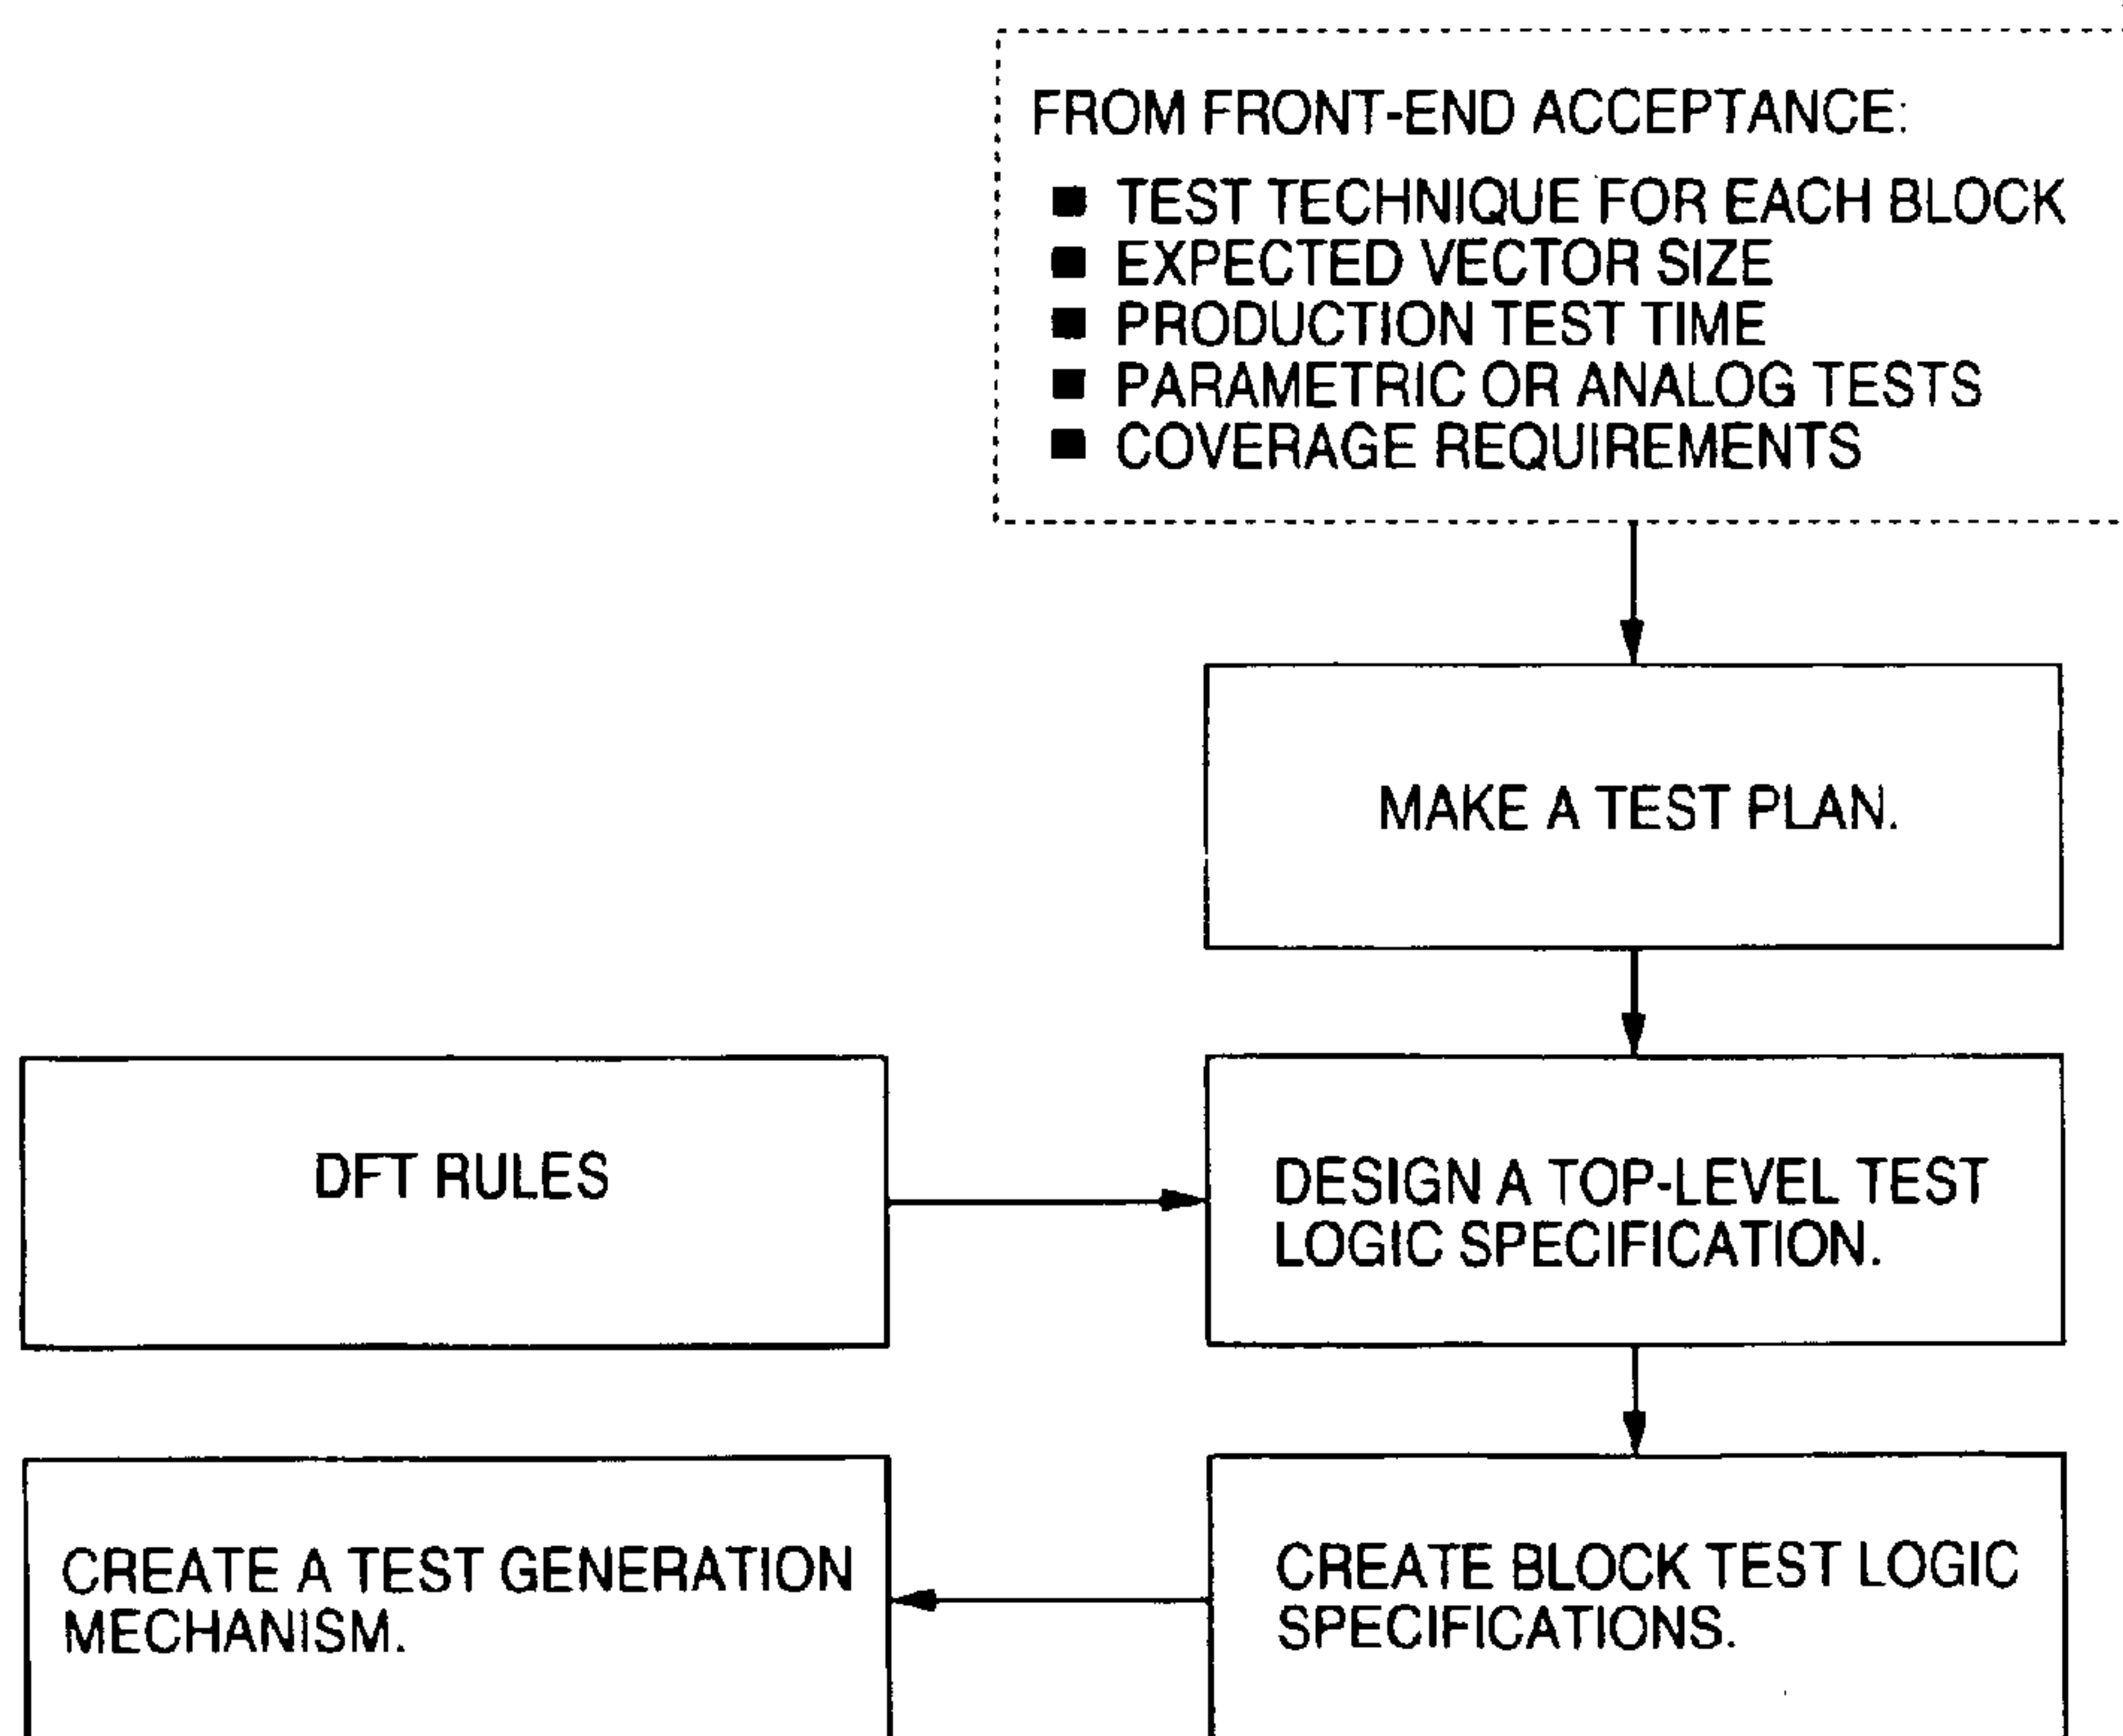 FROM FRONT-END ACCEPTANCE:
■ TEST TECHNIQUE FOR EACH BLOCK
■ EXPECTED VECTOR SIZE
■ PRODUCTION TEST TIME
■ PARAMETRIC OR ANALOG TESTS
■ COVERAGE REQUIREMENTS
MAKE A TEST PLAN.
DFT RULES
DESIGN A TOP-LEVEL TEST
LOGIC SPECIFICATION.
CREATE A TEST GENERATION
MECHANISM.
CREATE BLOCK TEST LOGIC
SPECIFICATIONS.